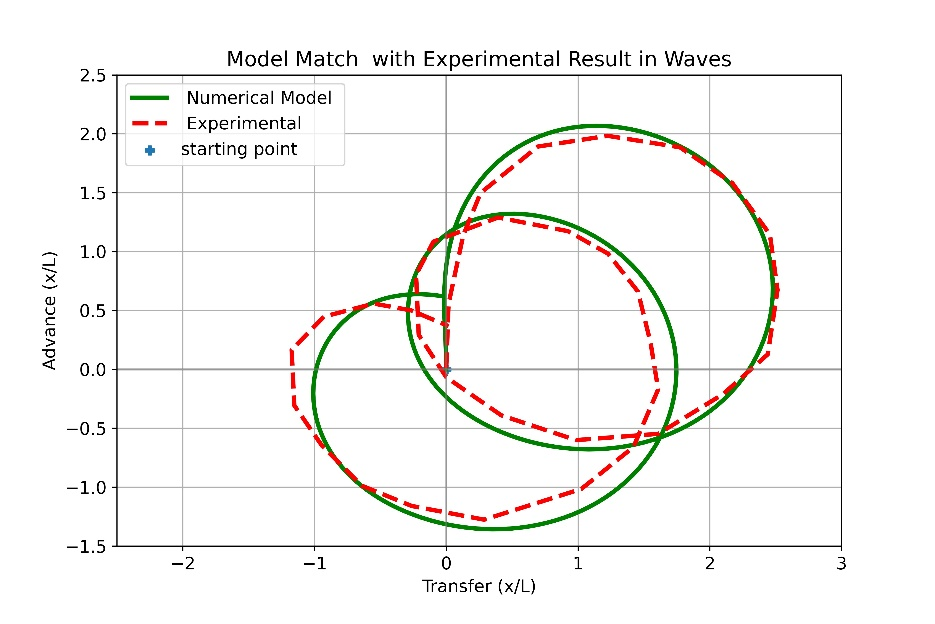 Model Match  with Experimental Result in Waves
Numerical Model
Experimental
starting point
Advance (x/L)
2.5
2.0
1.5
1.0
0.5
0.0
−0.5
−1.0
−1.5
−2
−1
0
1
2
3
Transfer (x/L)